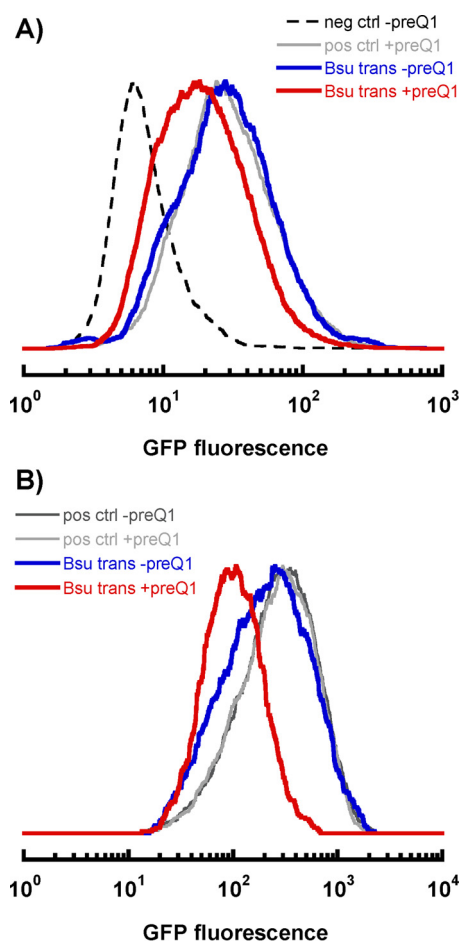 A)
neg ctrl -preQ1
pos ctrl +preQ1
Bsu trans -preQ1
Bsu trans +preQ1
10^0 10^1 10^2 10^3
GFP fluorescence
B)
pos ctrl -preQ1
pos ctrl +preQ1
Bsu trans -preQ1
Bsu trans +preQ1
10^0 10^1 10^2 10^3 10^4
GFP fluorescence